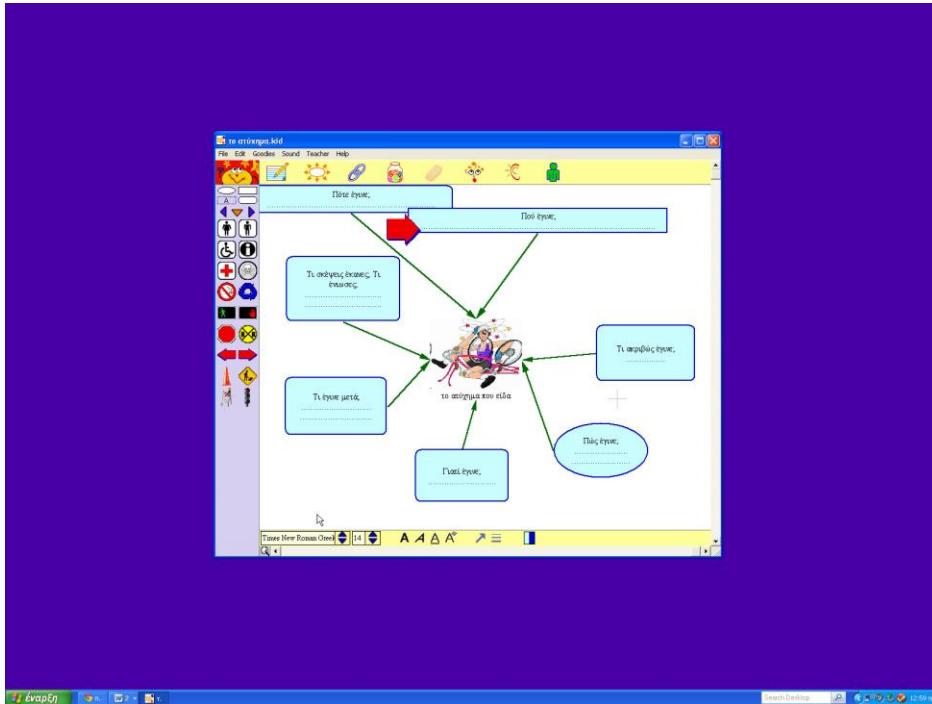 το ατύχημα.kid
File Edit Goodies Sound Teacher Help
Πότε έγινε;
Πού έγινε;
Τι σκέψεις έκανες; Τι
ένιωσες;
Τι ακριβώς έγινε;
Τι έγινε μετά;
το ατύχημα που είδα
Πώς έγινε;
Γιατί έγινε;
Times New Roman Greek 14 A A A A
έναρξη
Search Desktop
12:59